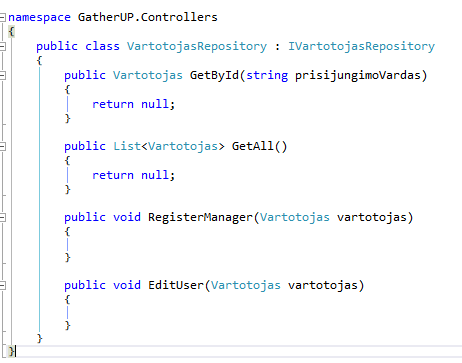 namespace GatherUP.Controllers
{
    public class VartotojasRepository : IVartotojasRepository
    {
        public Vartotojas GetById(string prisijungimoVardas)
        {
            return null;
        }
        public List<Vartotojas> GetAll()
        {
            return null;
        }
        public void RegisterManager(Vartotojas vartotojas)
        {
        }
        public void EditUser(Vartotojas vartotojas)
        {
        }
    }
}